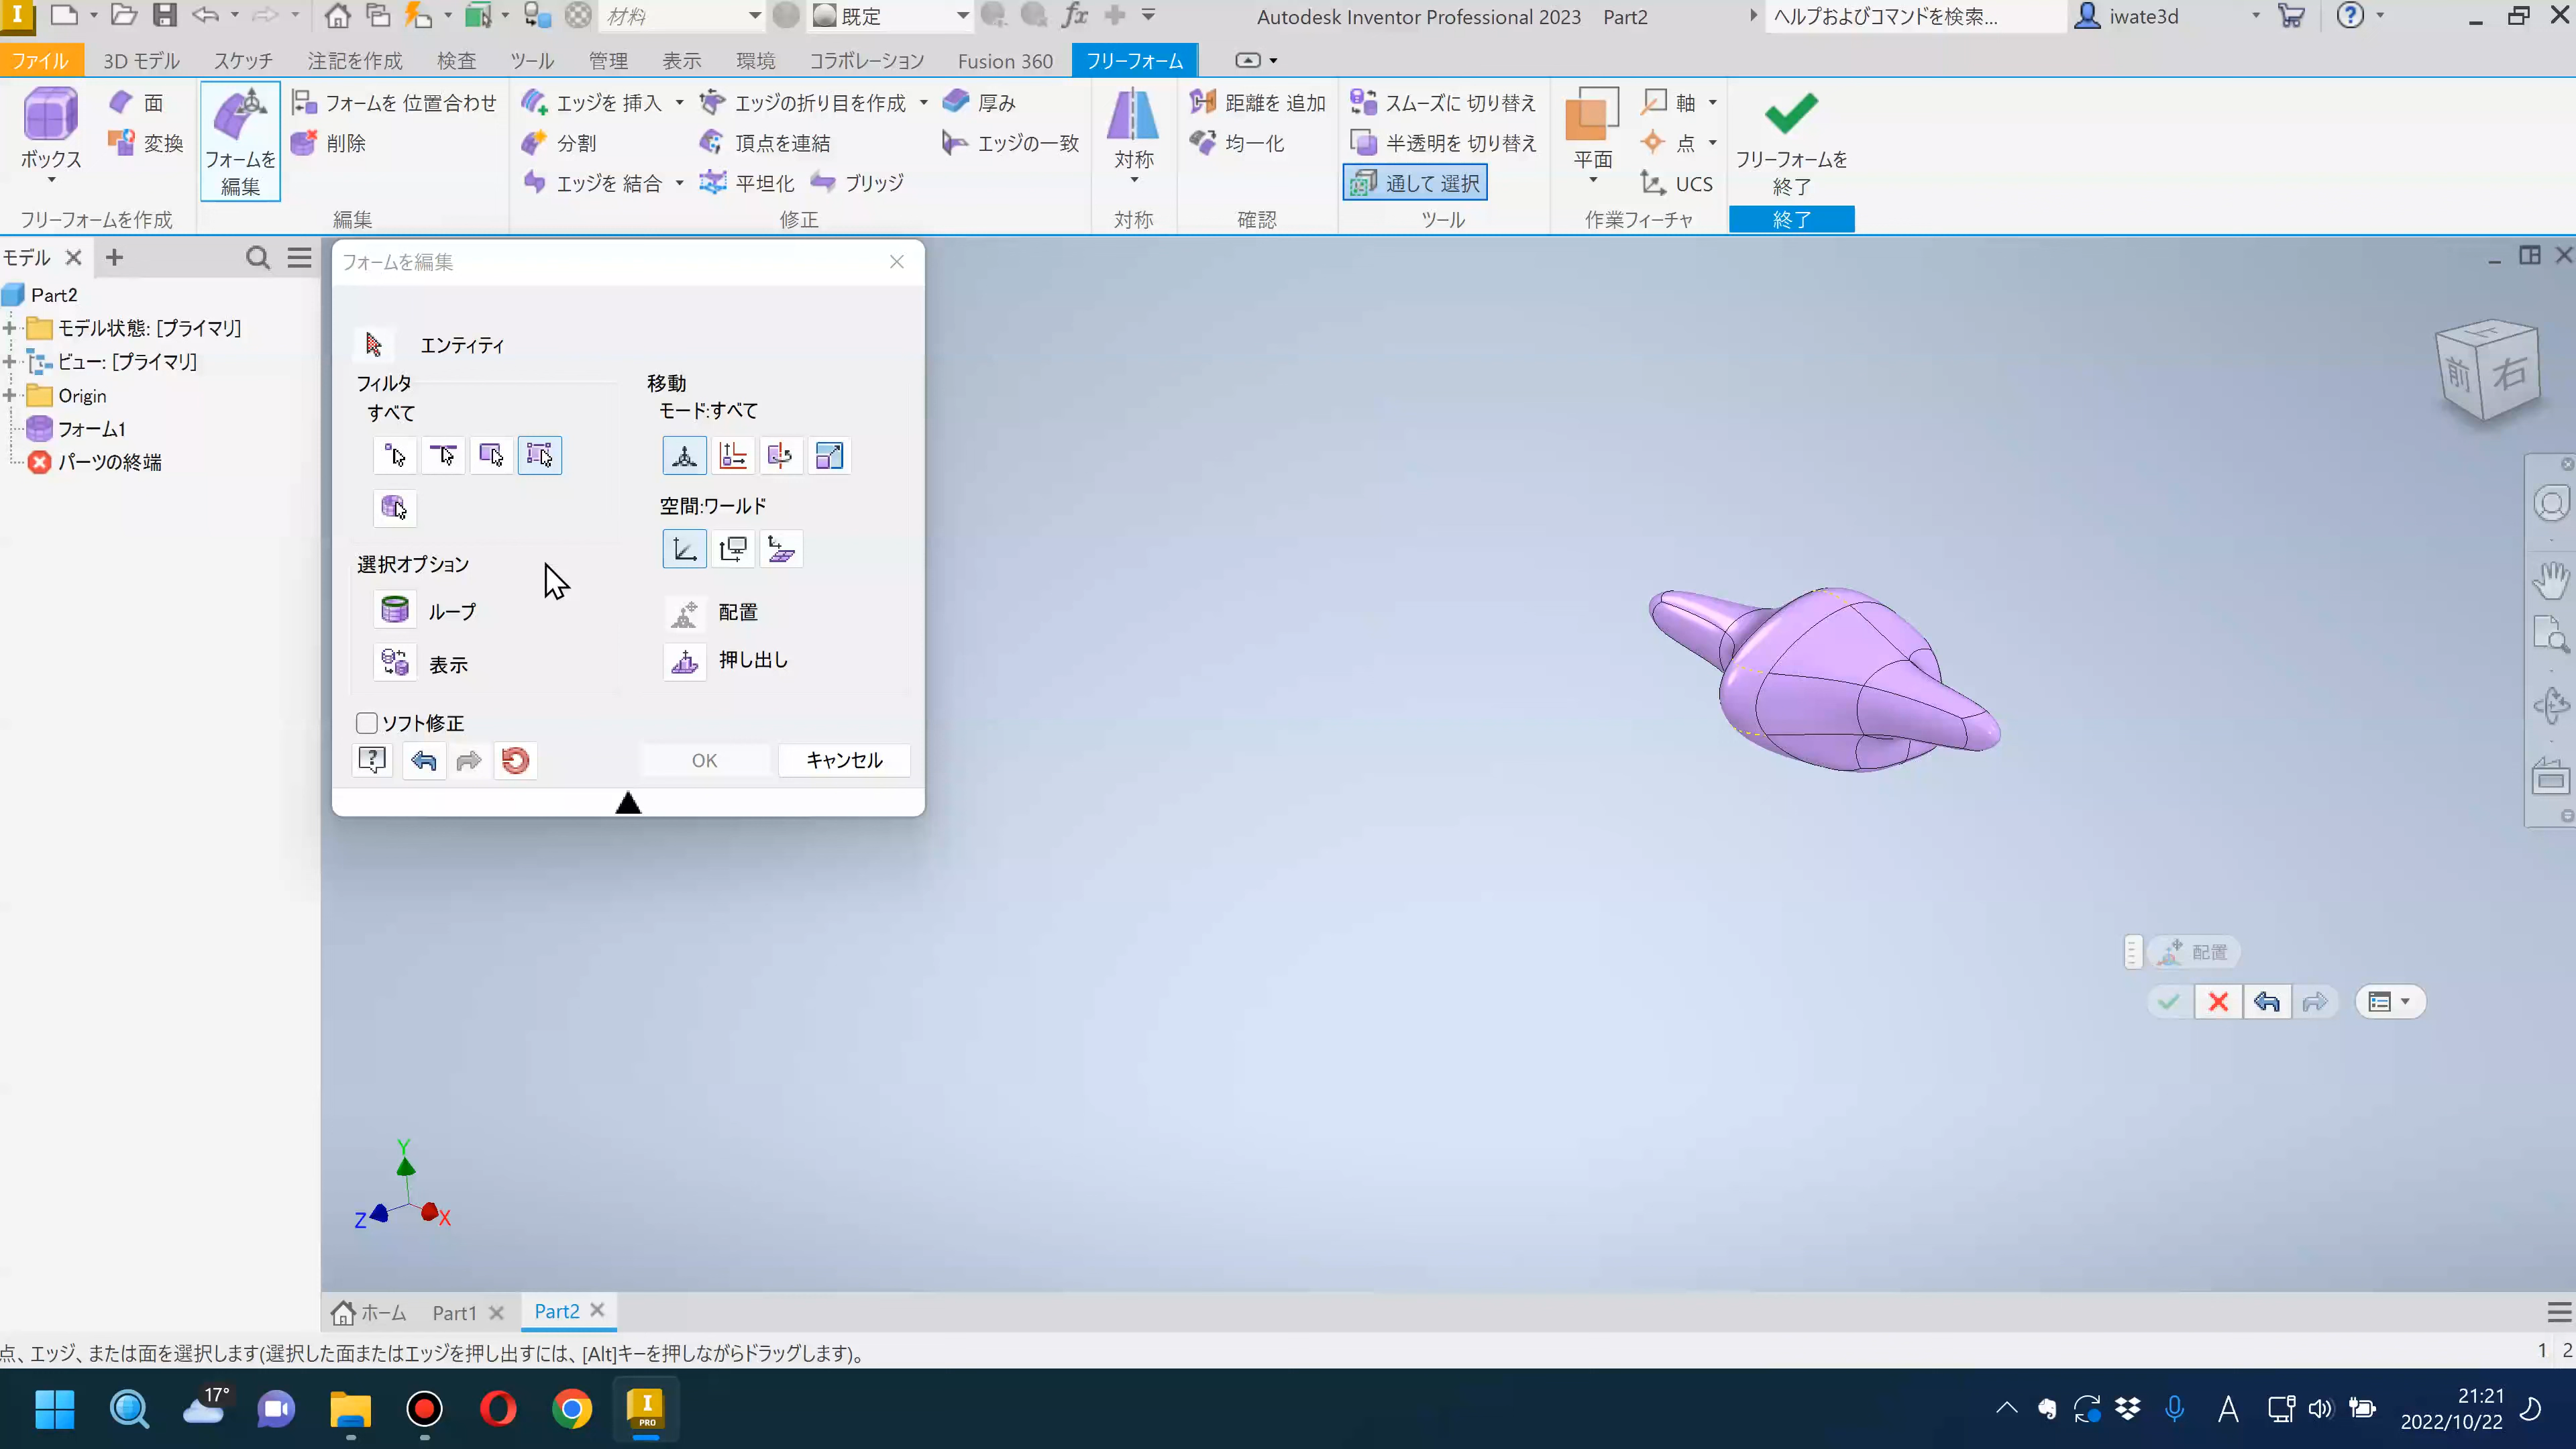 材料
既定
Autodesk Inventor Professional 2023 Part2
ヘルプおよびコマンドを検索...
iwate3d
ファイル 3D モデル スケッチ 注記を作成 検査 ツール 管理 表示 環境 コラボレーション Fusion 360 フリーフォーム
ボックス
面
変換
フリーフォームを作成
フォームを
編集
フォームを 位置合わせ
削除
編集
エッジを 挿入
分割
エッジを 結合
エッジの折り目を作成
頂点を連結
平坦化
ブリッジ
厚み
エッジの一致
修正
対称
対称
距離を 追加
均一化
確認
スムーズに 切り替え
半透明を 切り替え
通して 選択
ツール
平面
軸
点
UCS
作業フィーチャ
フリーフォームを
終了
終了
モデル
Part2
モデル状態: [プライマリ]
ビュー: [プライマリ]
Origin
フォーム1
パーツの終端
フォームを編集
エンティティ
フィルタ
すべて
移動
モード:すべて
空間:ワールド
選択オプション
ループ
表示
配置
押し出し
ソフト修正
OK
キャンセル
前
右
配置
Y
Z
X
ホーム
Part1
Part2
点、エッジ、または面を選択します(選択した面またはエッジを押し出すには、[Alt]キーを押しながらドラッグします)。
1 2
17°
PRO
A
21:21
2022/10/22